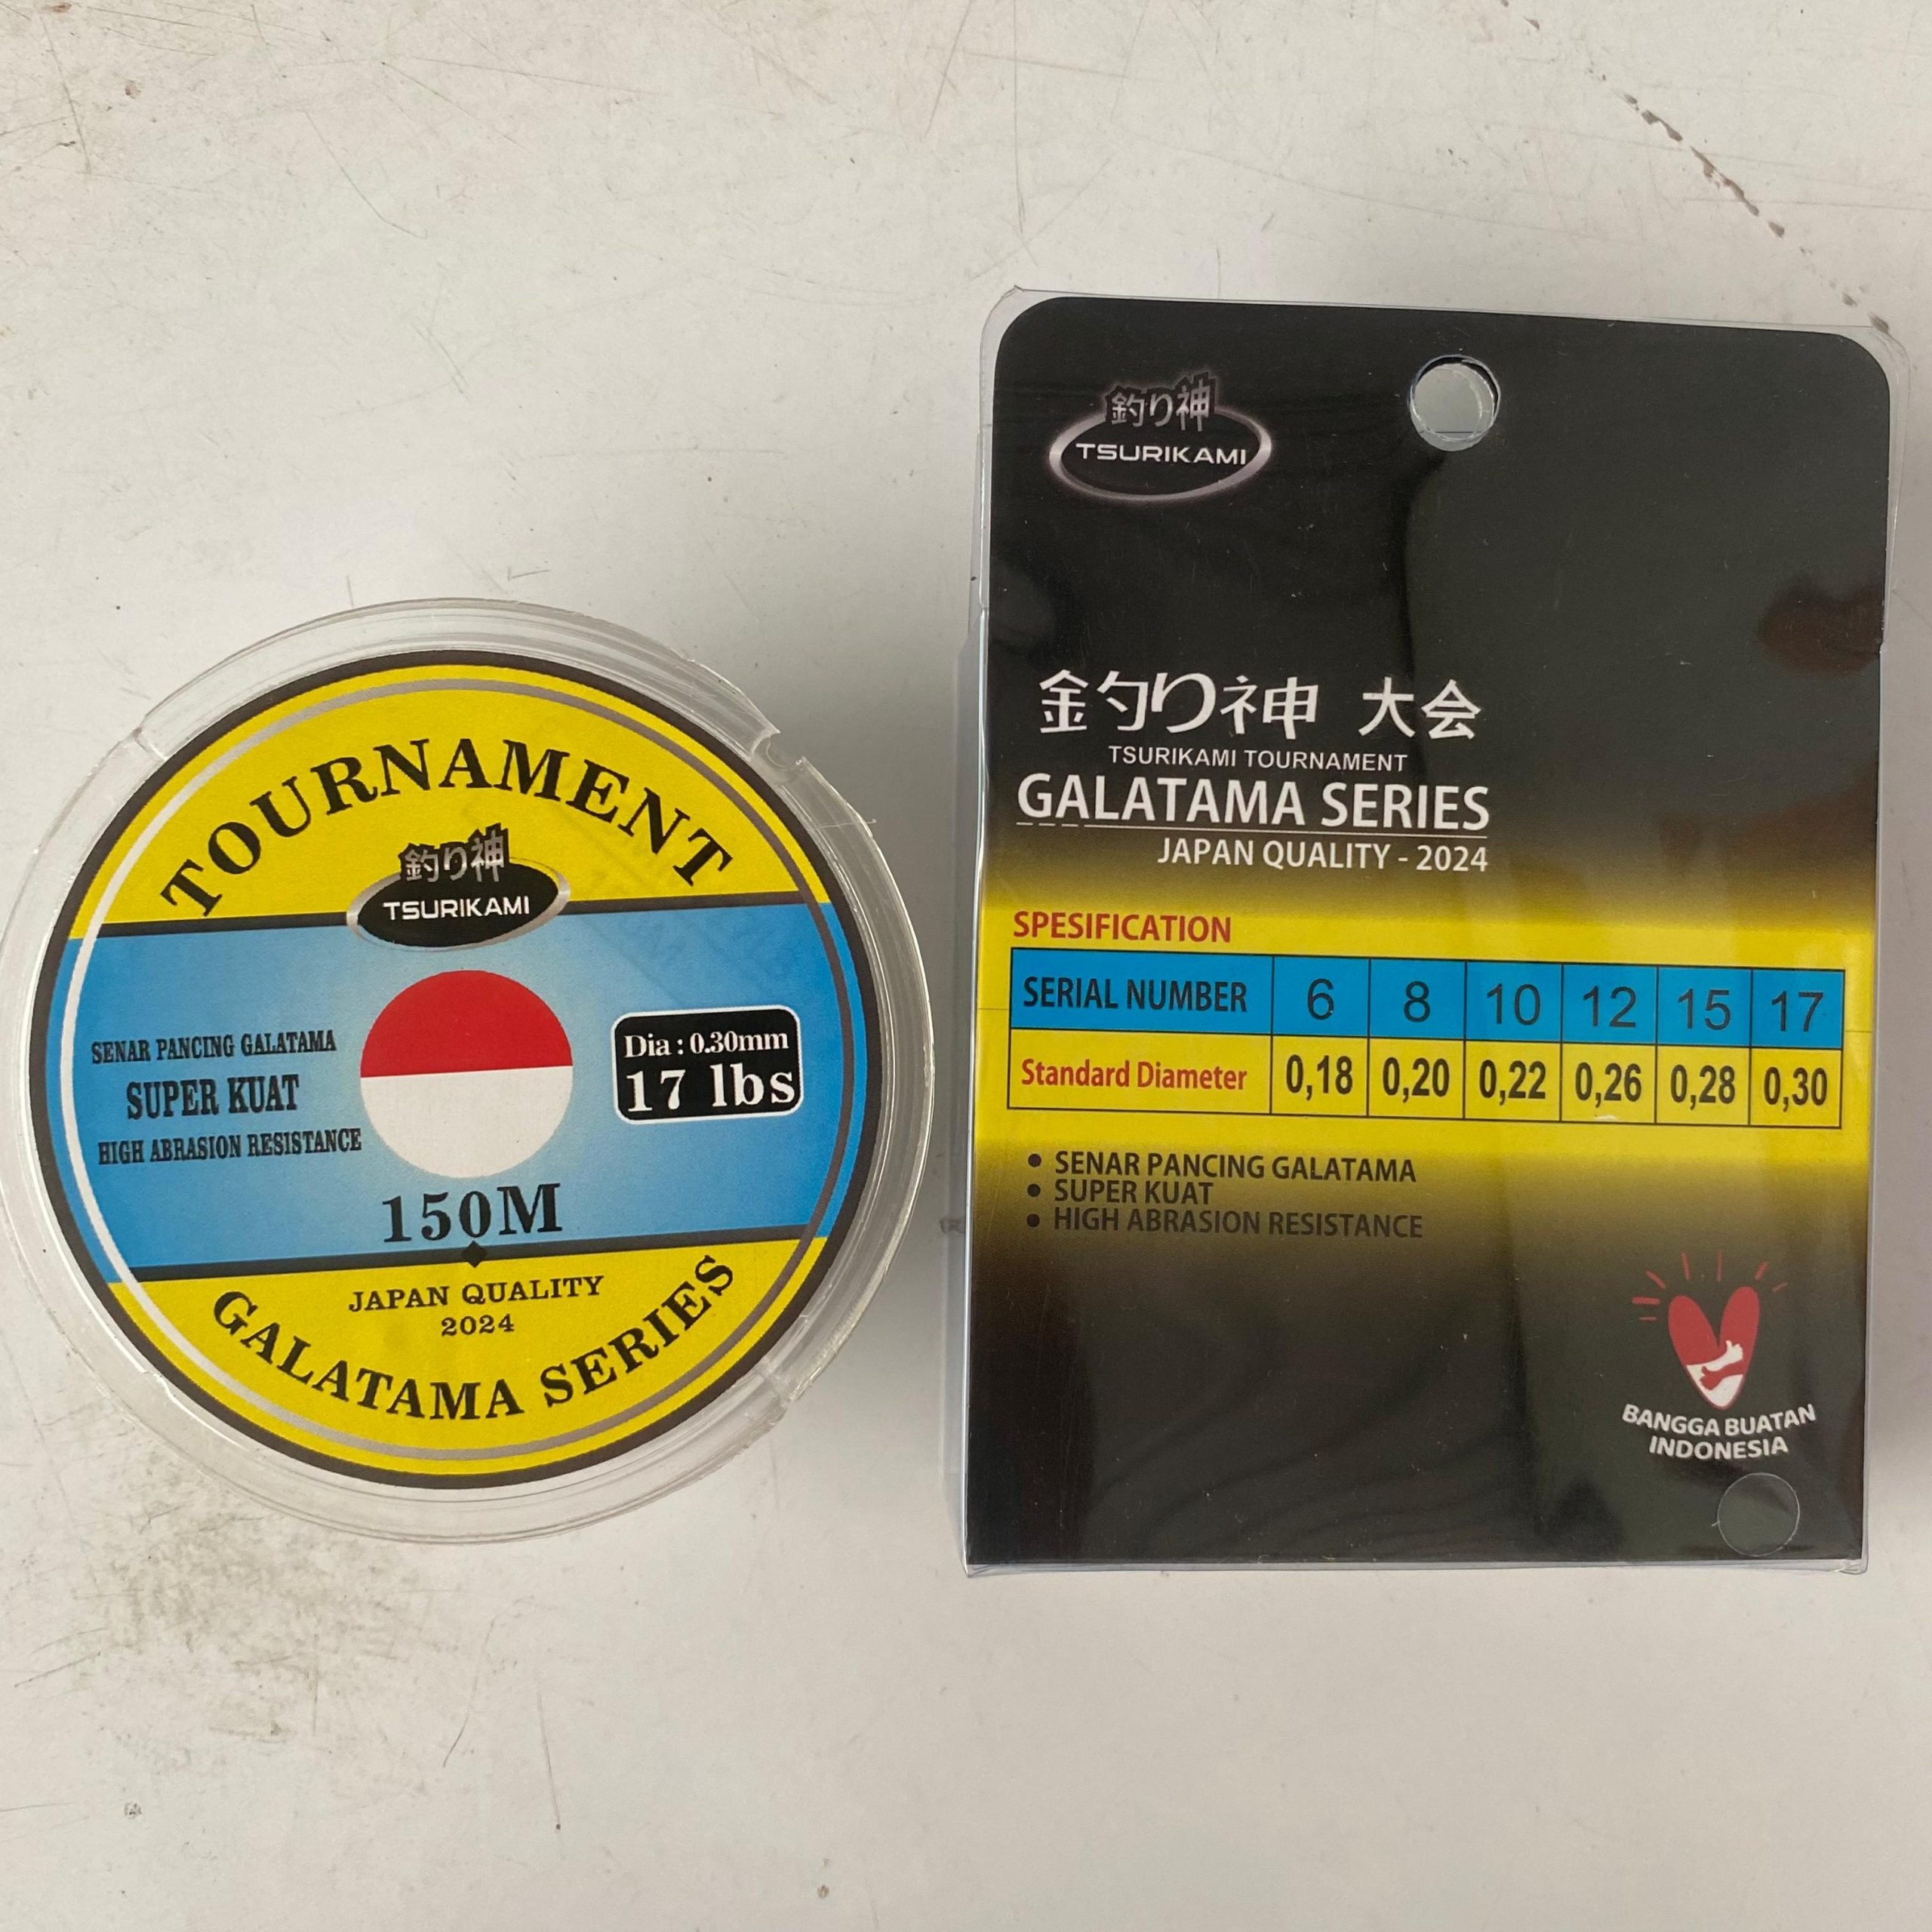 TOURNAMENT
釣り神
TSURIKAMI
SENAR PANCING GALATAMA
SUPER KUAT
HIGH ABRASION RESISTANCE
Dia : 0.30mm
17 lbs
150M
JAPAN QUALITY
2024
GALATAMA SERIES
釣り神
TSURIKAMI
釣り神 大会
TSURIKAMI TOURNAMENT
GALATAMA SERIES
JAPAN QUALITY - 2024
SPESIFICATION
SERIAL NUMBER 6 8 10 12 15 17
Standard Diameter 0,18 0,20 0,22 0,26 0,28 0,30
• SENAR PANCING GALATAMA
• SUPER KUAT
• HIGH ABRASION RESISTANCE
BANGGA BUATAN
INDONESIA